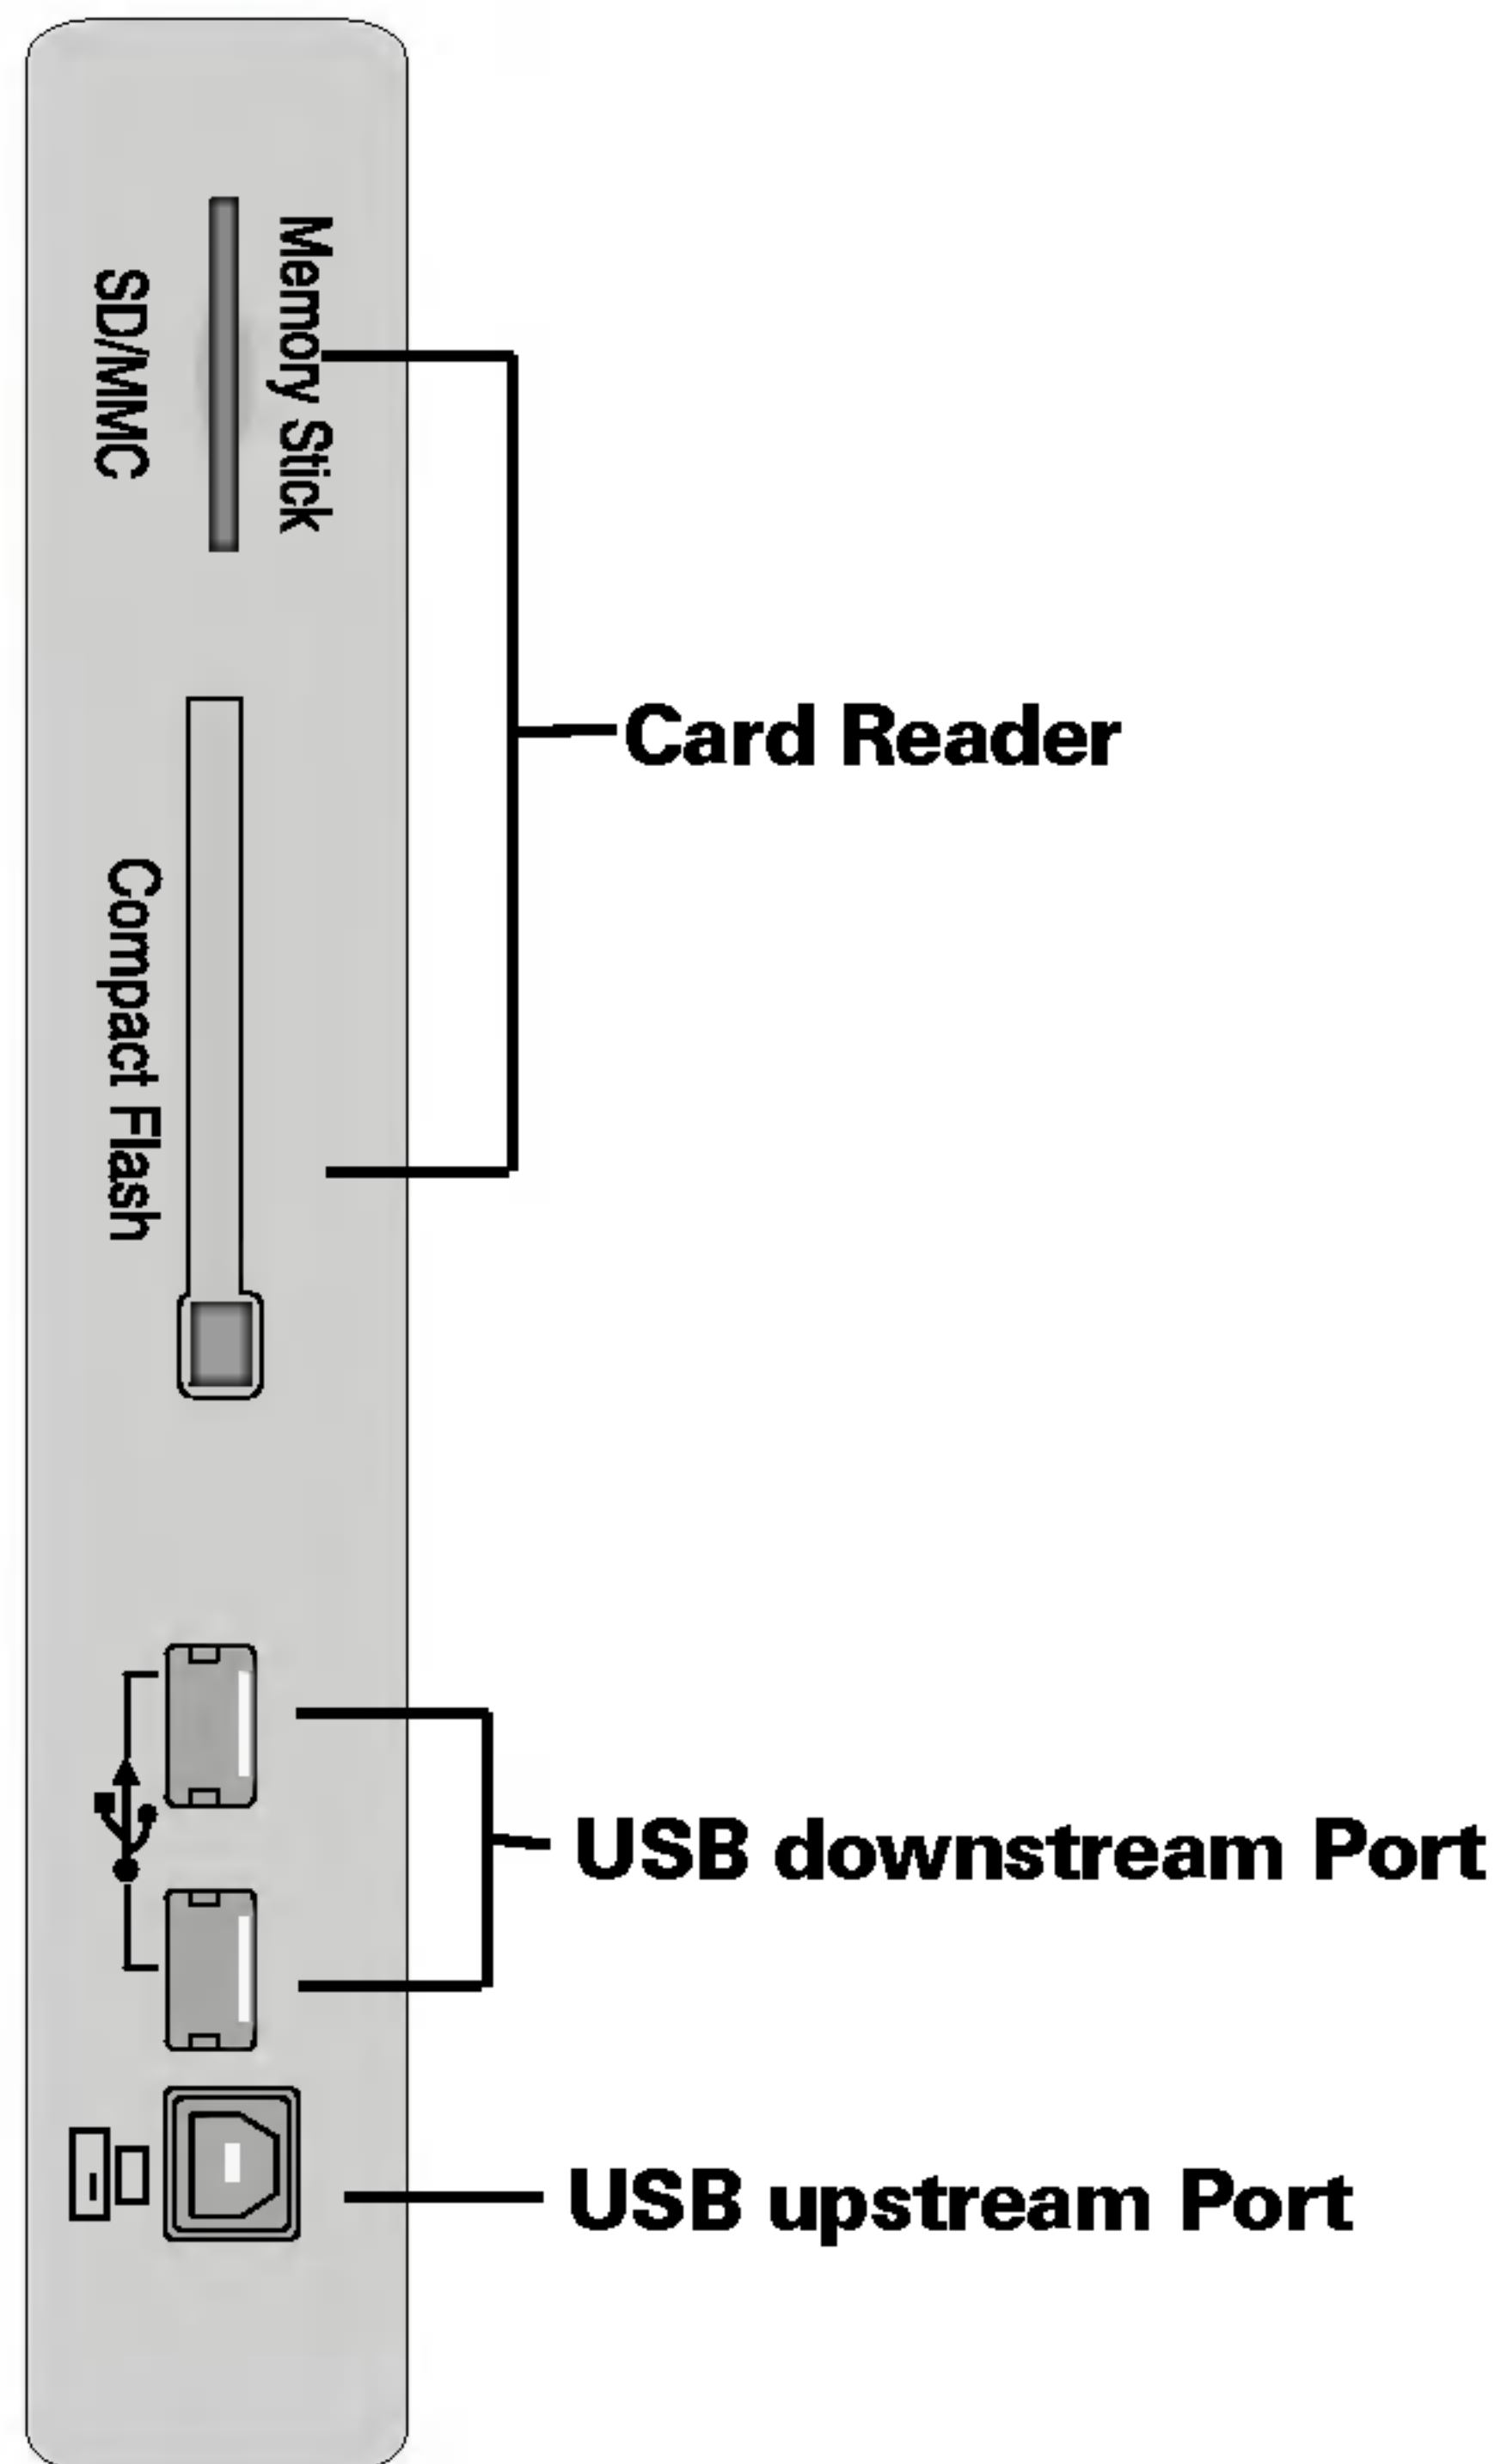 Memory Stick
SD/MMC
Card Reader
Compact Flash
USB downstream Port
USB upstream Port